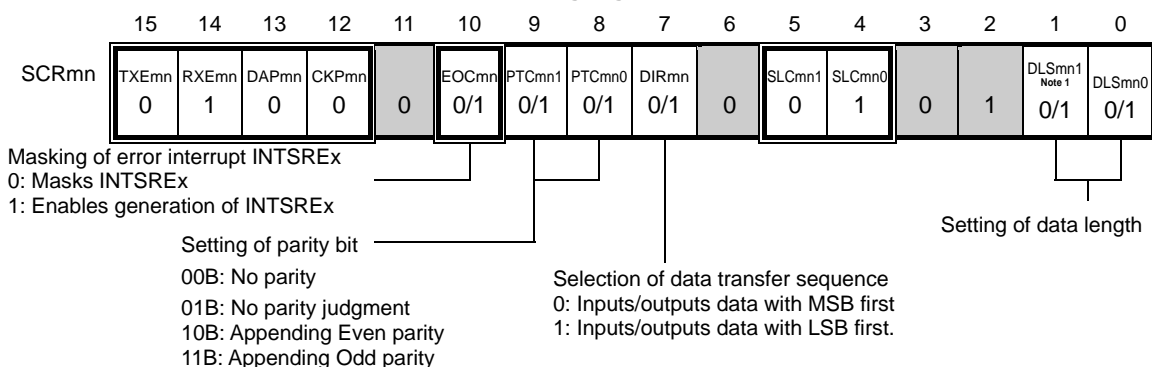 15 14 13 12 11 10 9 8 7 6 5 4 3 2 1 0
SCRmn
TXEmn RXEmn DAPmn CKPmn EOCmn PTCmn1 PTCmn0 DIRmn SLCmn1 SLCmn0 DLSmn1 DLSmn0
Note 1
0 1 0 0 0 0/1 0/1 0/1 0/1 0 0 1 0 1 0/1 0/1
Masking of error interrupt INTSREx
0: Masks INTSREx
1: Enables generation of INTSREx
Setting of parity bit
00B: No parity
01B: No parity judgment
10B: Appending Even parity
11B: Appending Odd parity
Selection of data transfer sequence
0: Inputs/outputs data with MSB first
1: Inputs/outputs data with LSB first.
Setting of data length